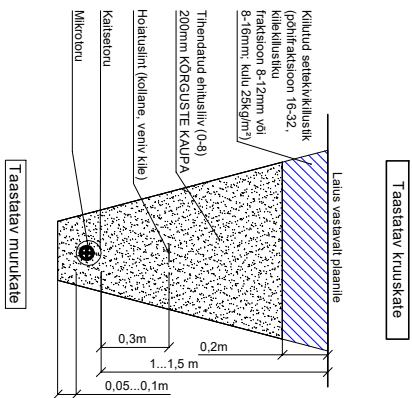 Taastatav kruuskate
Laius vastavalt plaanile
Kiilutud settekivikillustik
(põhifraktsioon 16-32,
kiilekillustiku
fraktsioon 8-12mm või
8-16mm; kulu 25kg/m²)
Tihendatud ehitusliiv (0-8)
200mm KÕRGUSTE KAUPA
Hoiatuslint (kollane, veniv kile)
Kaitsetoru
Mikrotoru
0,2m
0,3m
1...1,5 m
0,05...0,1m
Taastatav murukate